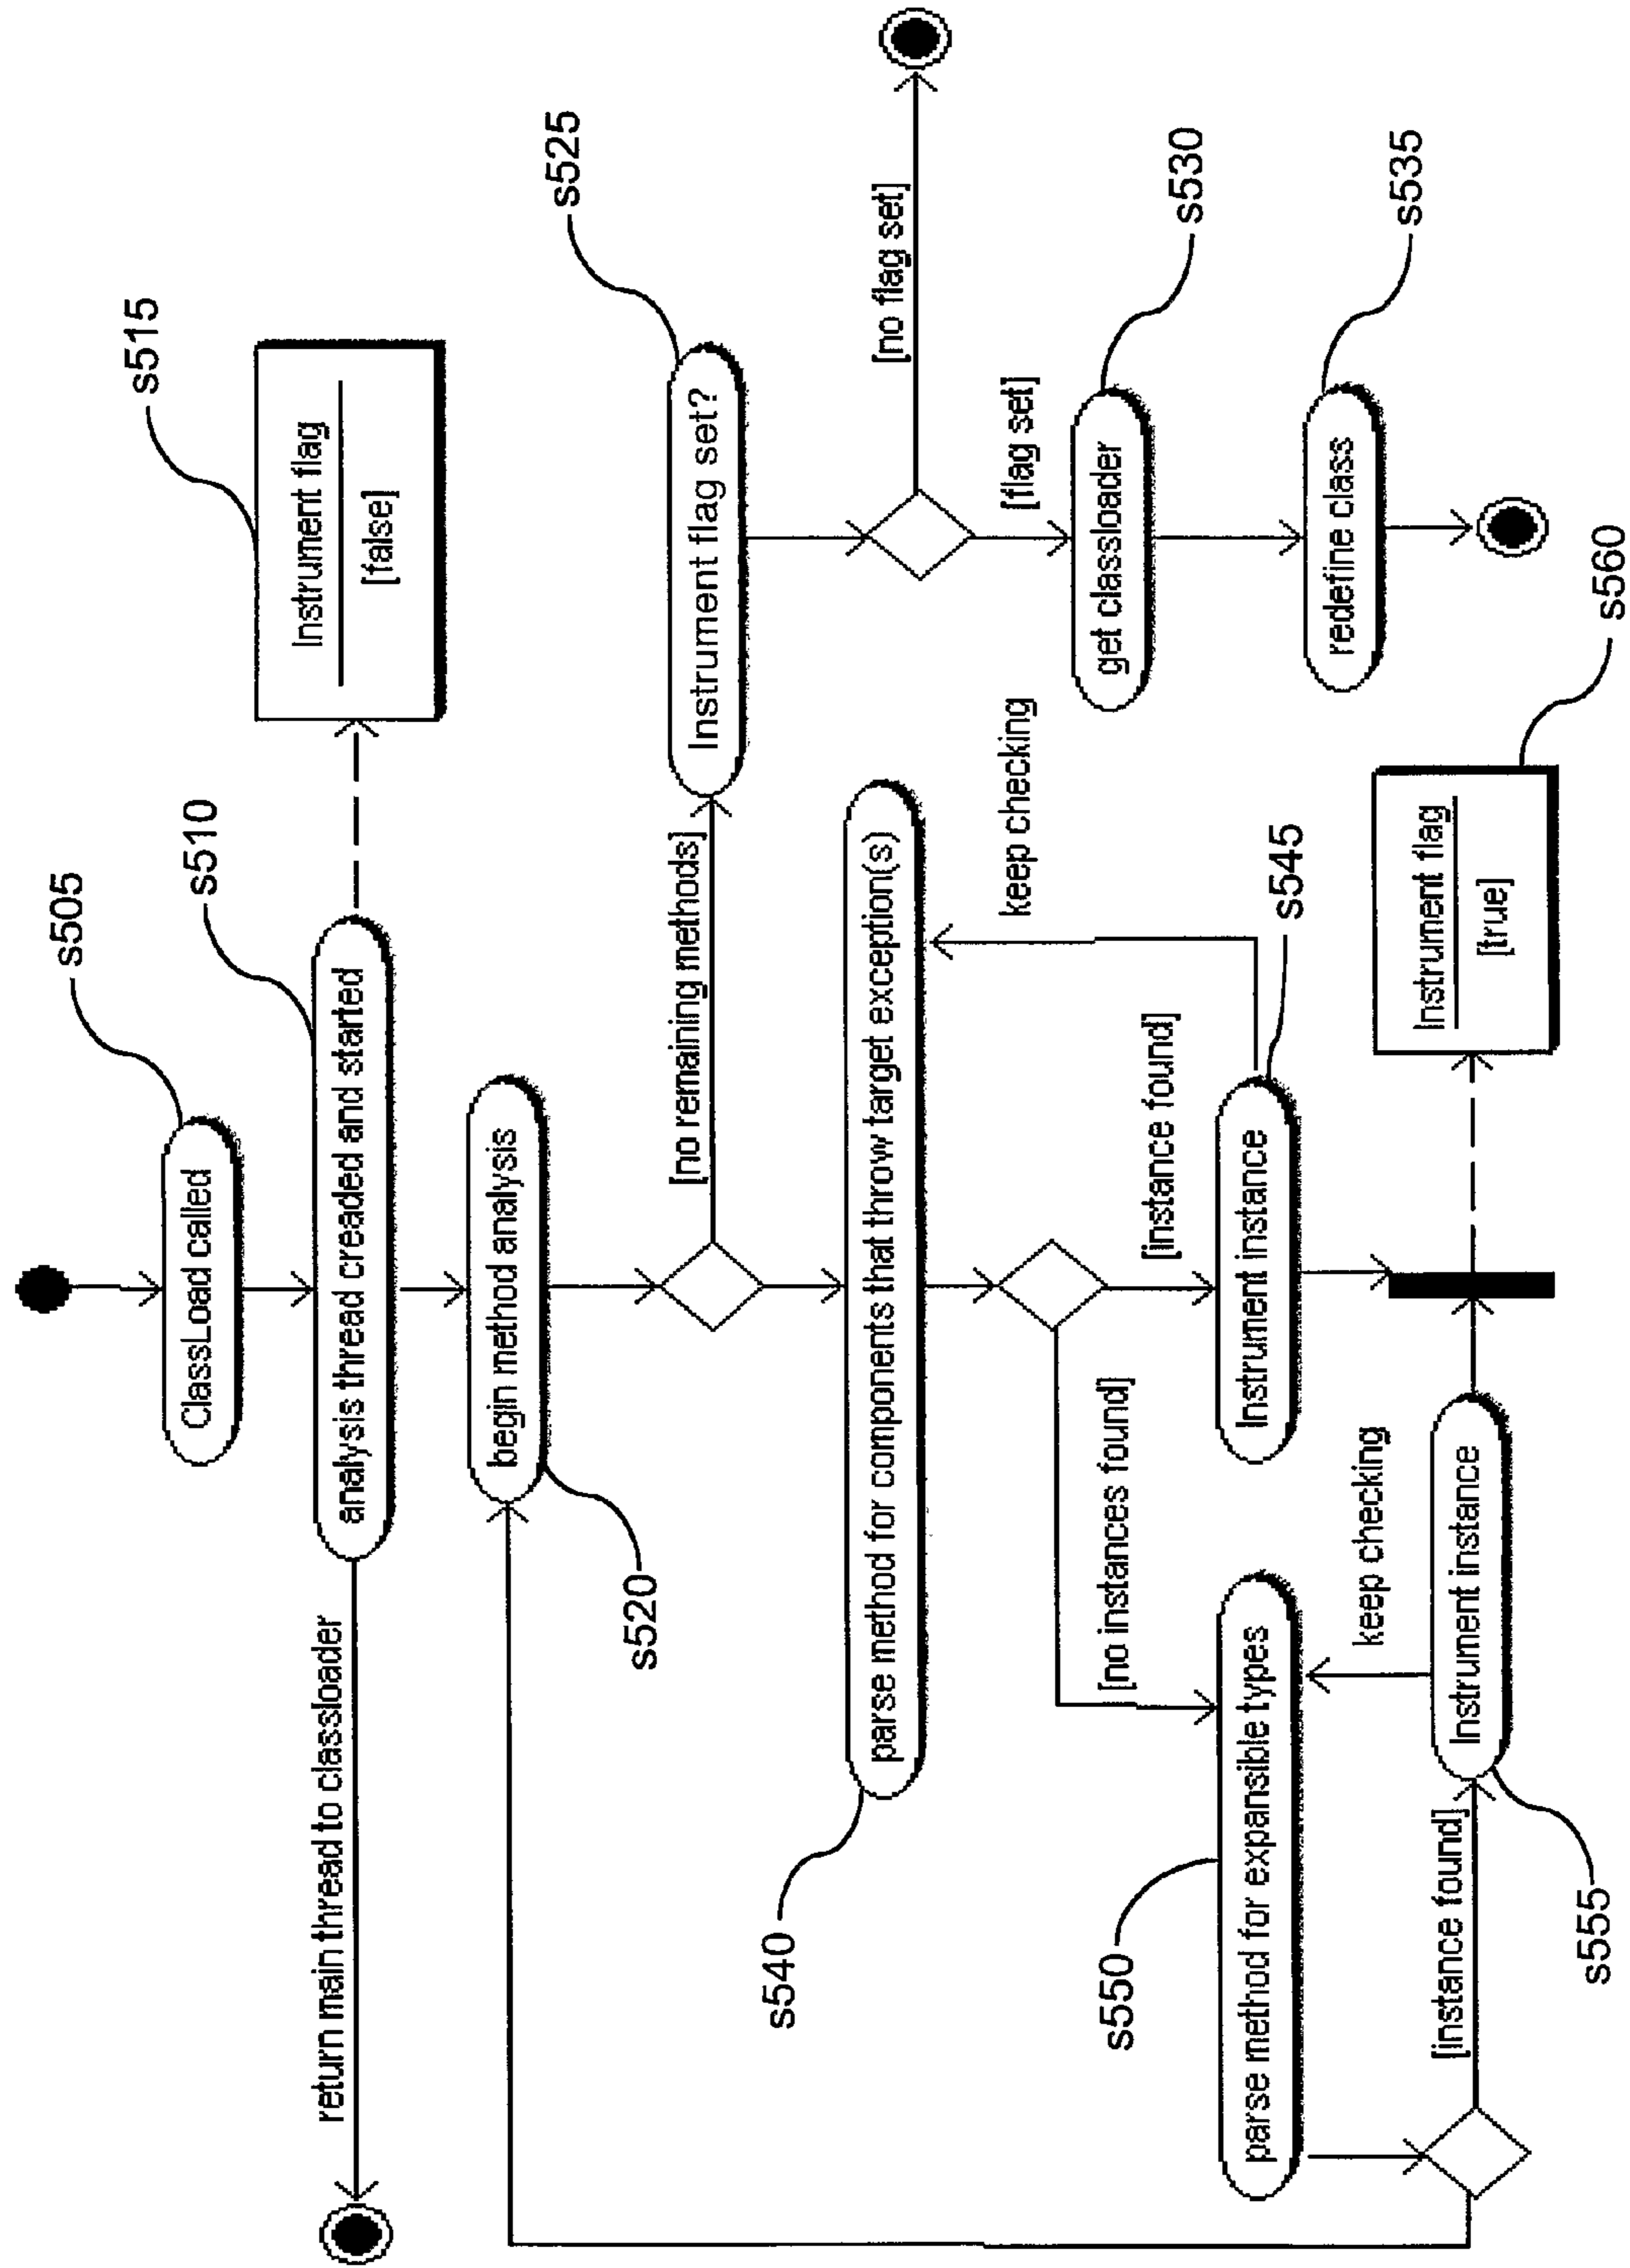 s505
ClassLoad called
s510
s515
return main thread to classloader
analysis thread creaded and started
Instrument flag
[false]
begin method analysis
s520
s525
[no remaining methods]
Instrument flag set?
[no flag set]
s540
parse method for components that throw target exception(s)
[flag set]
get classloader
s530
keep checking
[no instances found]
[instance found]
redefine class
s535
s550
parse method for expansible types
Instrument instance
s545
keep checking
[instance found]
Instrument instance
s555
Instrument flag
[true]
s560